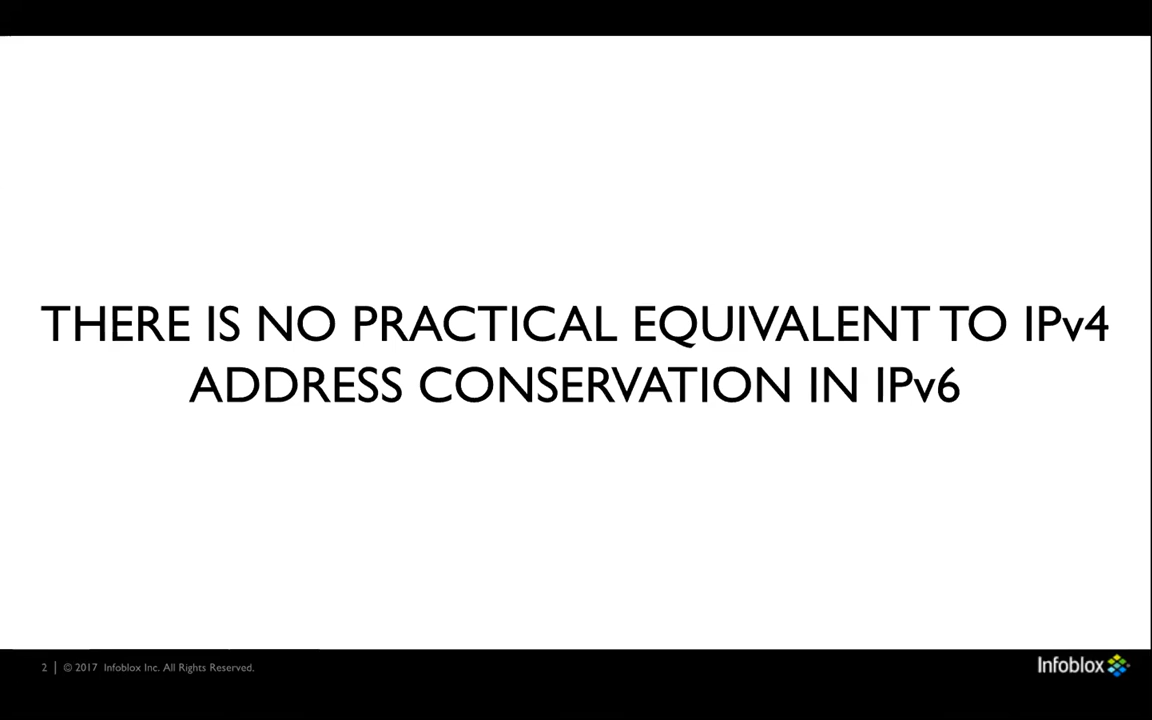 THERE IS NO PRACTICAL EQUIVALENT TO IPv4
ADDRESS CONSERVATION IN IPv6
2 | © 2017 Infoblox Inc. All Rights Reserved.
Infoblox